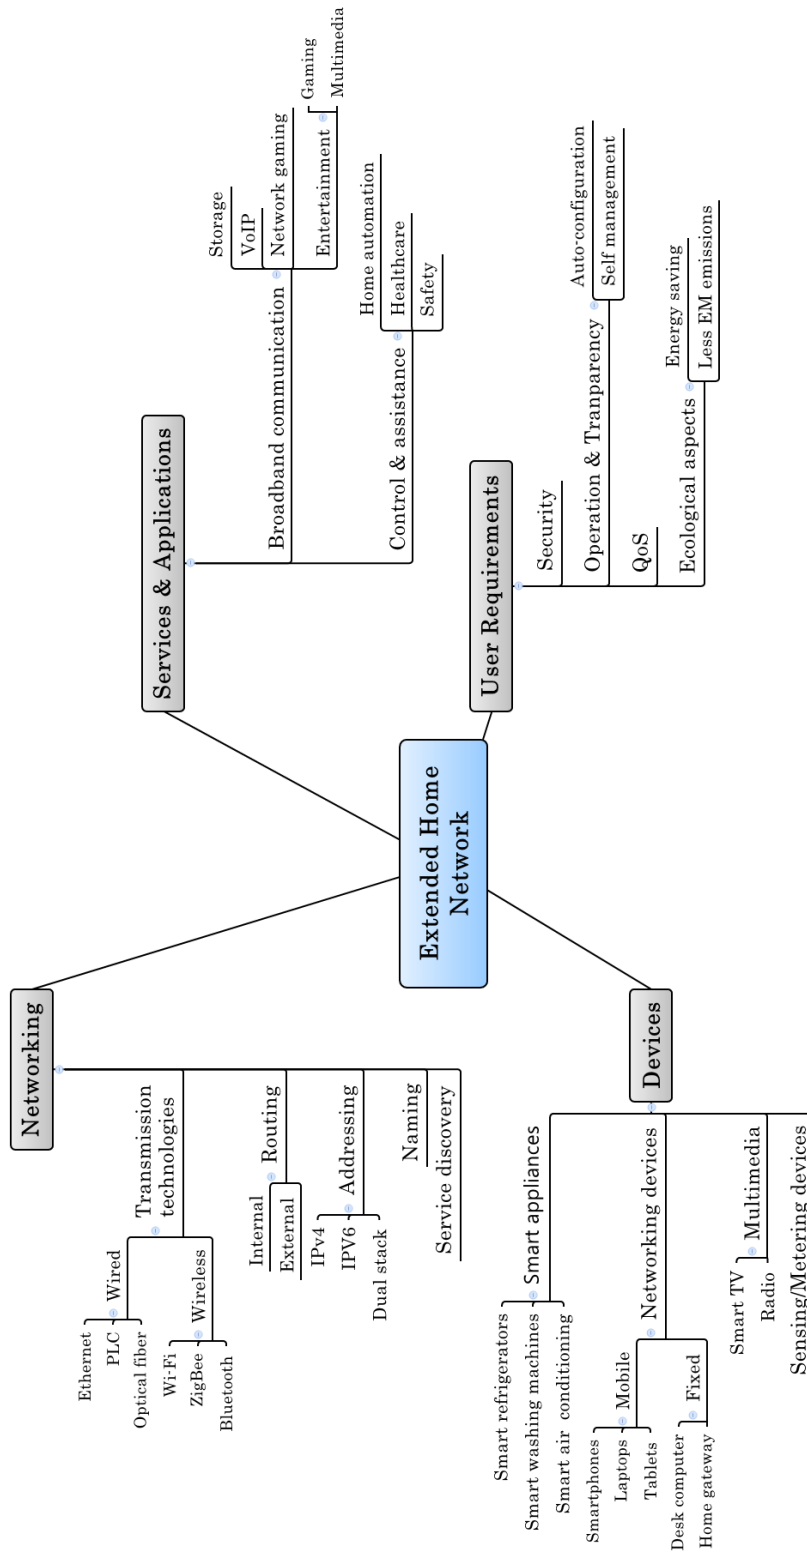 Extended Home
Network
Networking
Transmission
technologies
Wired
Ethernet
PLC
Optical fiber
Wireless
Wi-Fi
ZigBee
Bluetooth
Routing
Internal
External
Addressing
IPv4
IPV6
Dual stack
Naming
Service discovery
Devices
Smart appliances
Smart refrigerators
Smart washing machines
Smart air conditioning
Networking devices
Mobile
Smartphones
Laptops
Tablets
Fixed
Desk computer
Home gateway
Multimedia
Smart TV
Radio
Sensing/Metering devices
Services & Applications
Broadband communication
Storage
VoIP
Network gaming
Entertainment
Gaming
Multimedia
Control & assistance
Home automation
Healthcare
Safety
User Requirements
Security
Operation & Tranparency
Auto-configuration
Self management
QoS
Ecological aspects
Energy saving
Less EM emissions